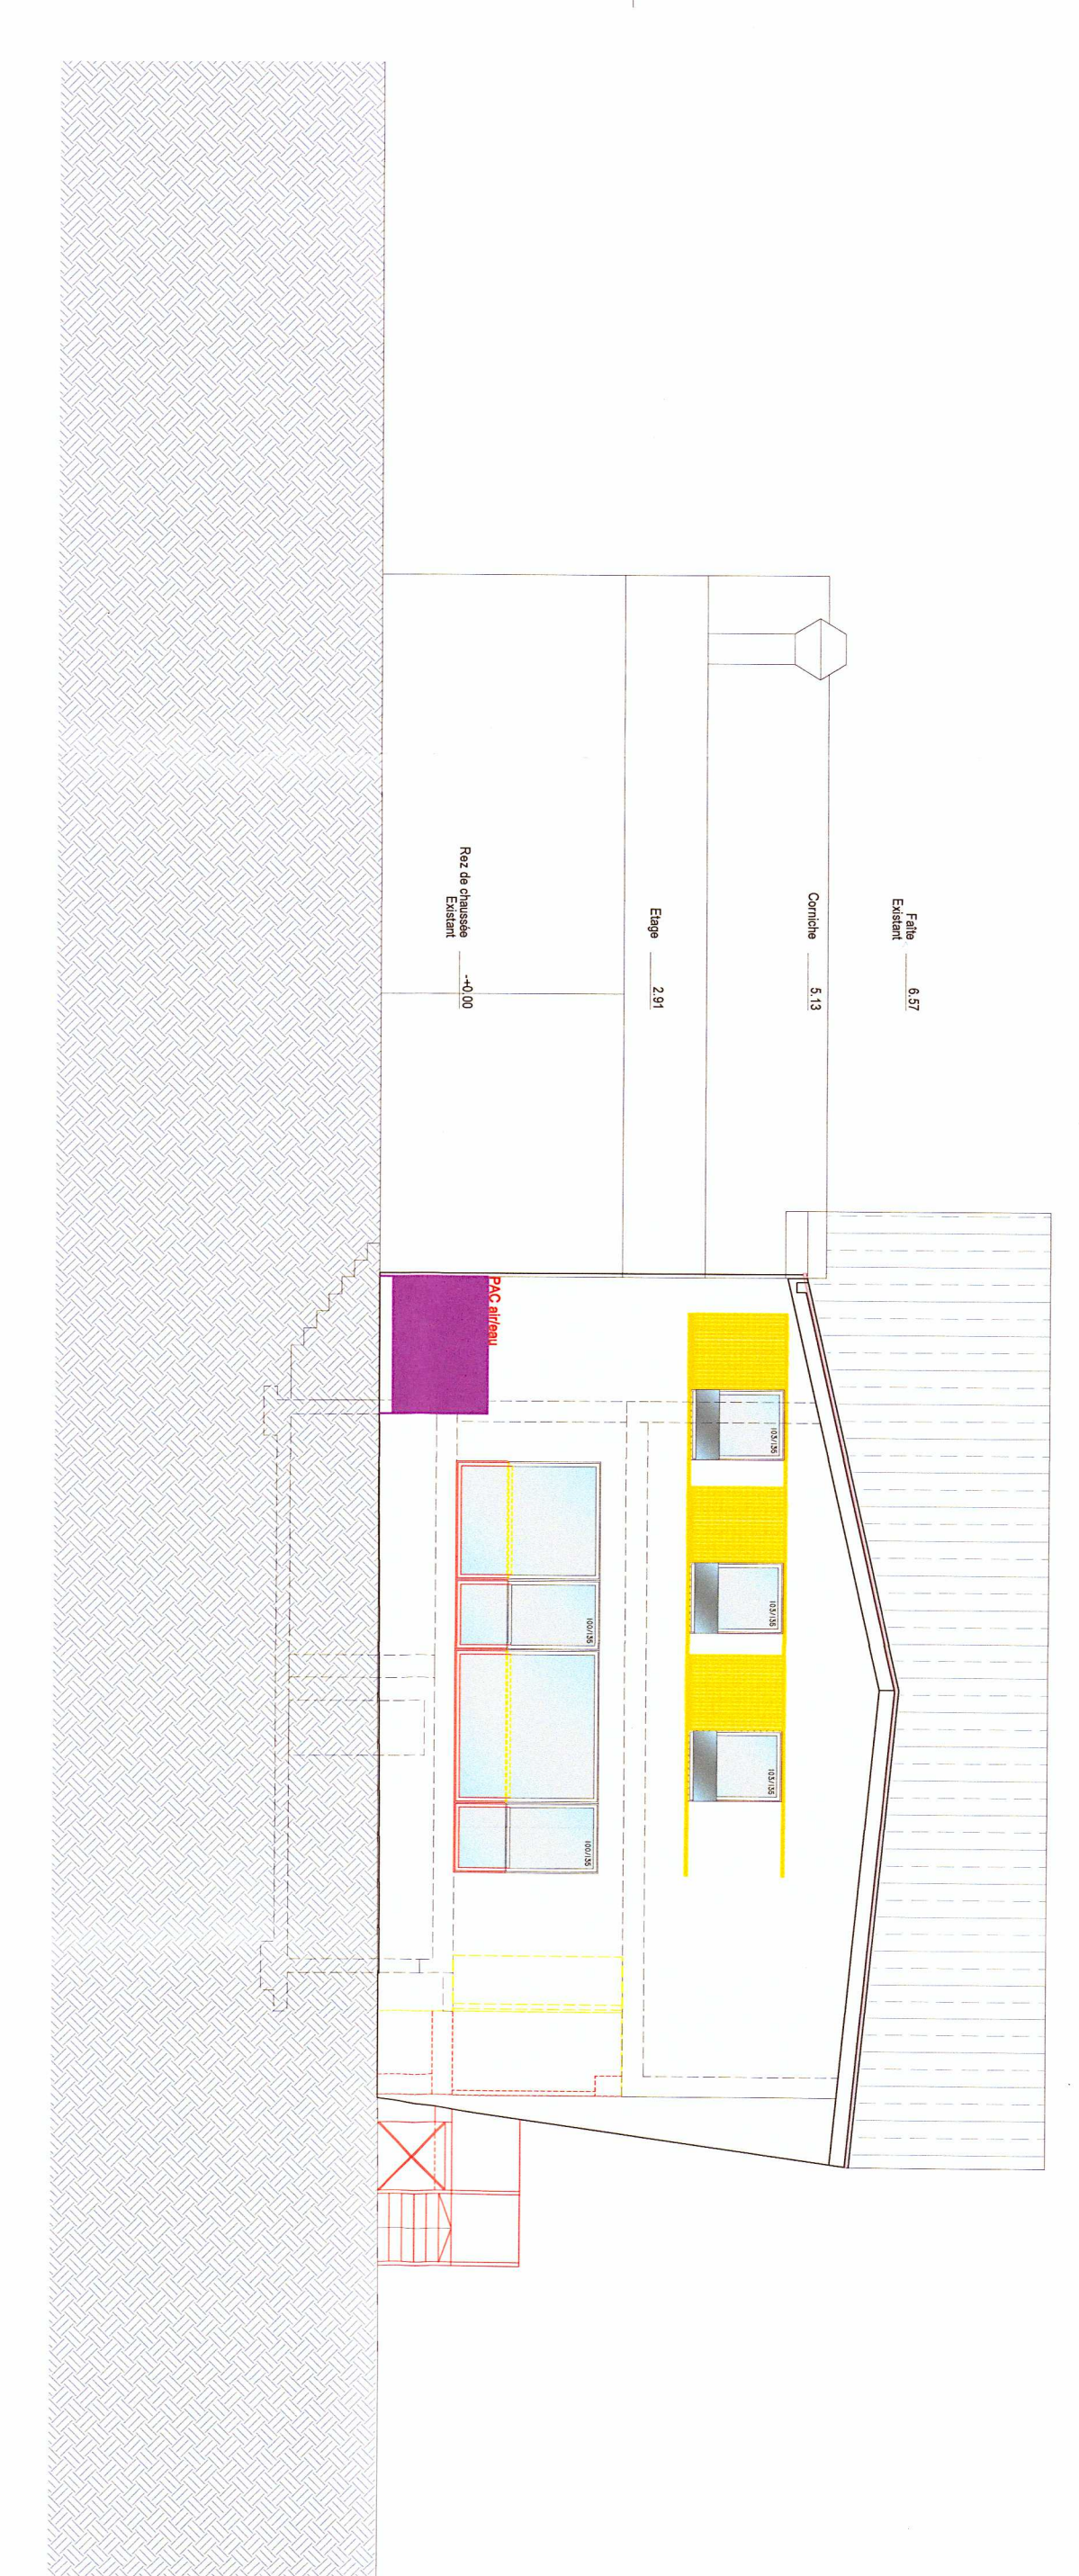 Faîte
Existant
6.57
Corniche
5.13
Etage
2.91
Rez de chaussée
Existant
-+0.00
103/135
103/135
103/135
100/135
100/135
PAC air/eau